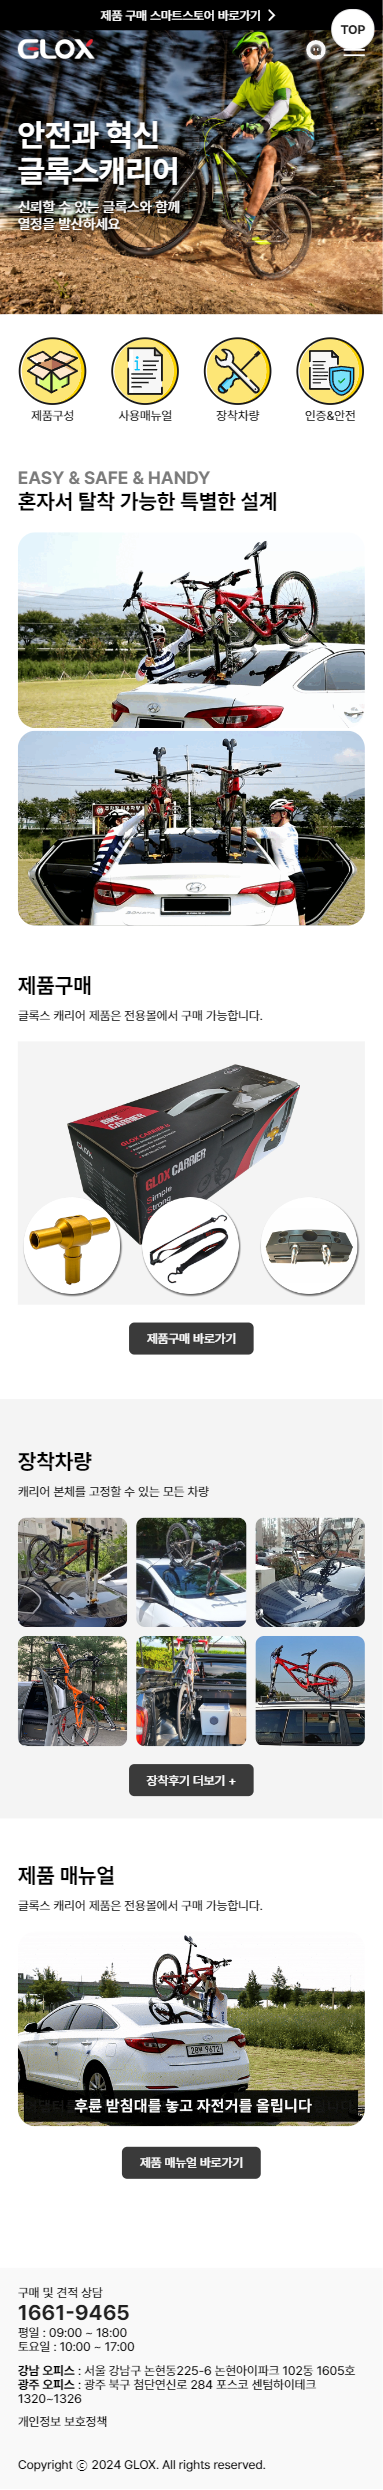 제품 구매 스마트스토어 바로가기 >
TOP
GLOX
안전과 혁신
글록스캐리어
신뢰할 수 있는 글록스와 함께
열정을 발산하세요
제품구성
사용매뉴얼
장착차량
인증&안전
EASY & SAFE & HANDY
혼자서 탈착 가능한 특별한 설계
제품구매
글록스 캐리어 제품은 전용몰에서 구매 가능합니다.
BIKE
CARRIER
GLOX CARRIER II
GLOX
GLOX CARRIER
Simple
Strong
제품구매 바로가기
장착차량
캐리어 본체를 고정할 수 있는 모든 차량
장착후기 더보기 +
제품 매뉴얼
글록스 캐리어 제품은 전용몰에서 구매 가능합니다.
후륜 받침대를 놓고 자전거를 올립니다
제품 매뉴얼 바로가기
구매 및 견적 상담
1661-9465
평일 : 09:00 ~ 18:00
토요일 : 10:00 ~ 17:00
강남 오피스 : 서울 강남구 논현동225-6 논현아이파크 102동 1605호
광주 오피스 : 광주 북구 첨단연신로 284 포스코 센텀하이테크
1320~1326
개인정보 보호정책
Copyright ⓒ 2024 GLOX. All rights reserved.